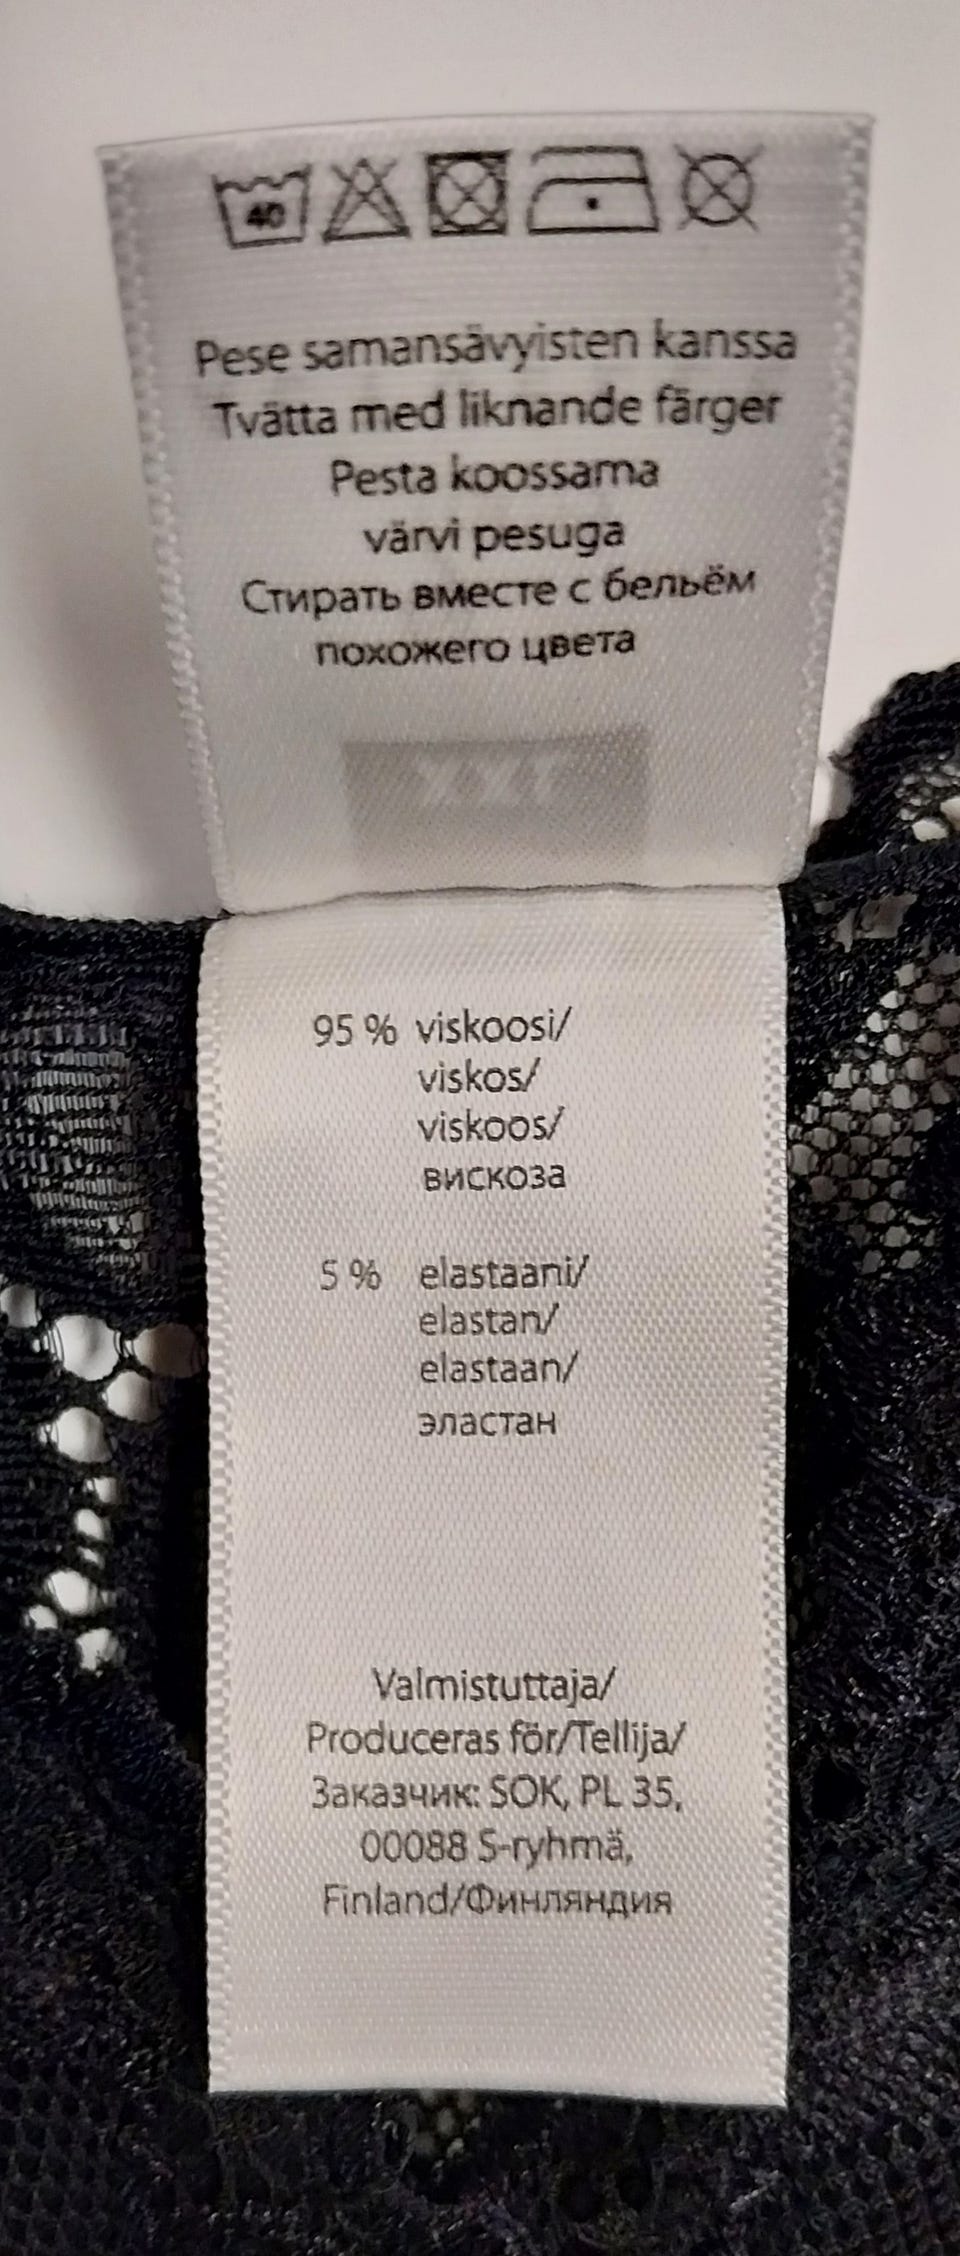 40
Pese samansävyisten kanssa
Tvätta med liknande färger
Pesta koossama
värvi pesuga
Стирать вместе с бельём
похожего цвета
95 % viskoosi/
viskos/
viskoos/
вискоза
5 % elastaani/
elastan/
elastaan/
эластан
Valmistuttaja/
Produceras för/Tellija/
Заказчик: SOK, PL 35,
00088 S-ryhmä,
Finland/Финляндия